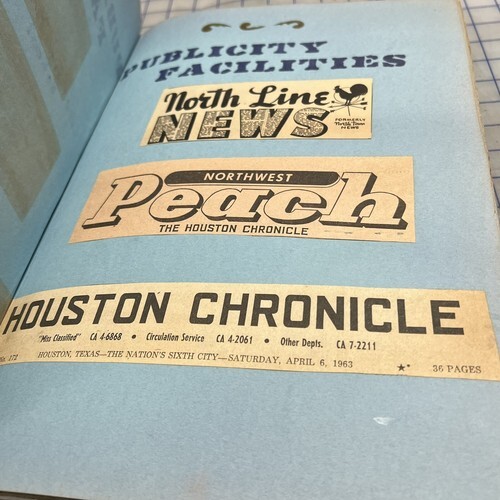 PUBLICITY
FACILITIES
North Line
NEWS
FORMERLY
North Town
NEWS
NORTHWEST
Peach
THE HOUSTON CHRONICLE
HOUSTON CHRONICLE
"Miss Classified" CA 4-6868 • Circulation Service CA 4-2061 • Other Depts. CA 7-2211
HOUSTON, TEXAS—THE NATION'S SIXTH CITY—SATURDAY, APRIL 6, 1963 ★* 36 PAGES